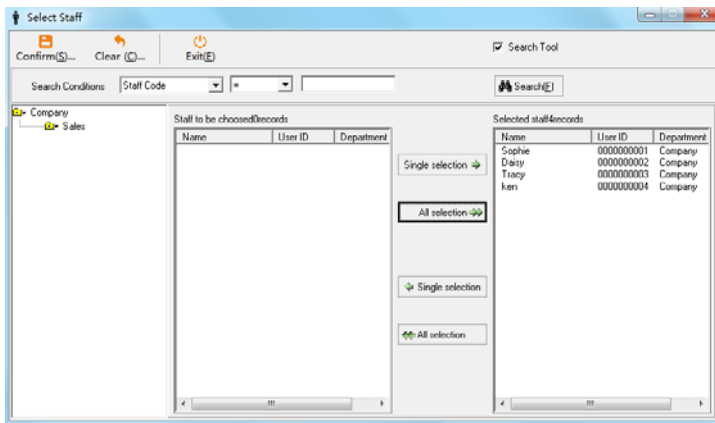 Select Staff
Confirm(S)... Clear (C)... Exit(E) Search Tool
Search Conditions Staff Code = Search(F)
Company
Sales
Staff to be choosed0records
Name User ID Department
Single selection
All selection
Single selection
All selection
Selected staff4records
Name User ID Department
Sophie 0000000001 Company
Daisy 0000000002 Company
Tracy 0000000003 Company
ken 0000000004 Company